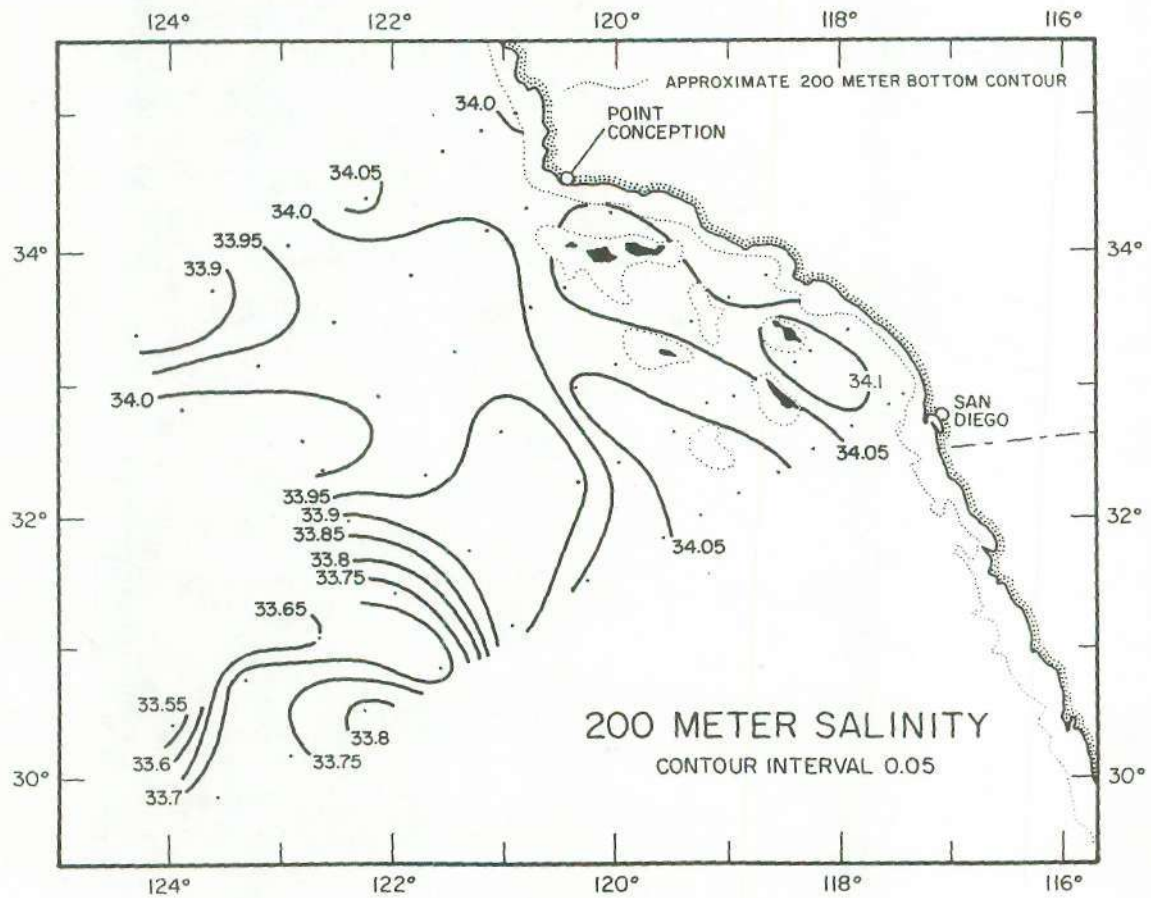 124° 122° 120° 118° 116°
APPROXIMATE 200 METER BOTTOM CONTOUR
34.0
POINT
CONCEPTION
34.05
34.0
33.95
34° 34°
33.9
34.1
34.0
SAN
DIEGO
34.05
33.95
33.9
32° 32°
33.85
34.05
33.8
33.75
33.65
33.55
200 METER SALINITY
33.8
33.75
CONTOUR INTERVAL 0.05
33.6
30° 30°
33.7
124° 122° 120° 118° 116°